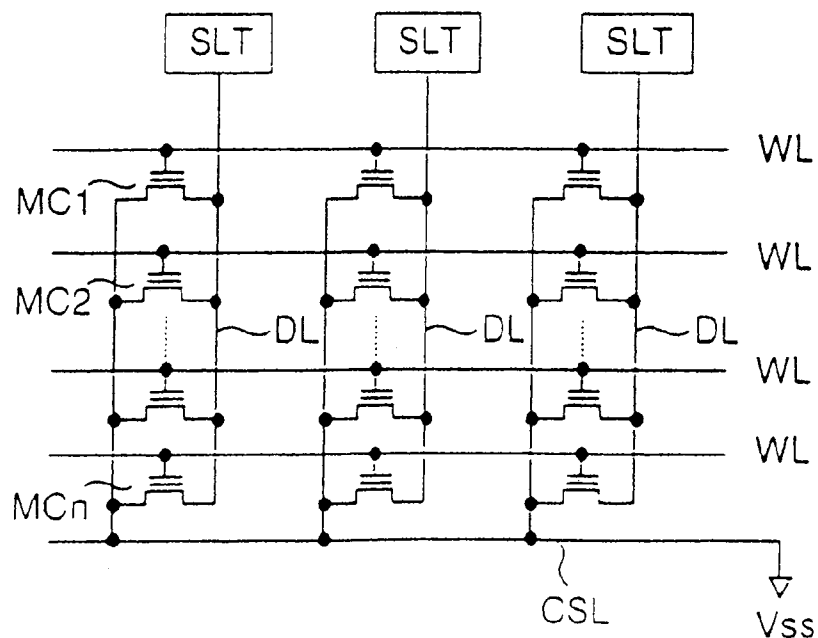 SLT SLT SLT
WL
MC1
WL
MC2
DL DL DL
WL
WL
MCn
CSL
Vss